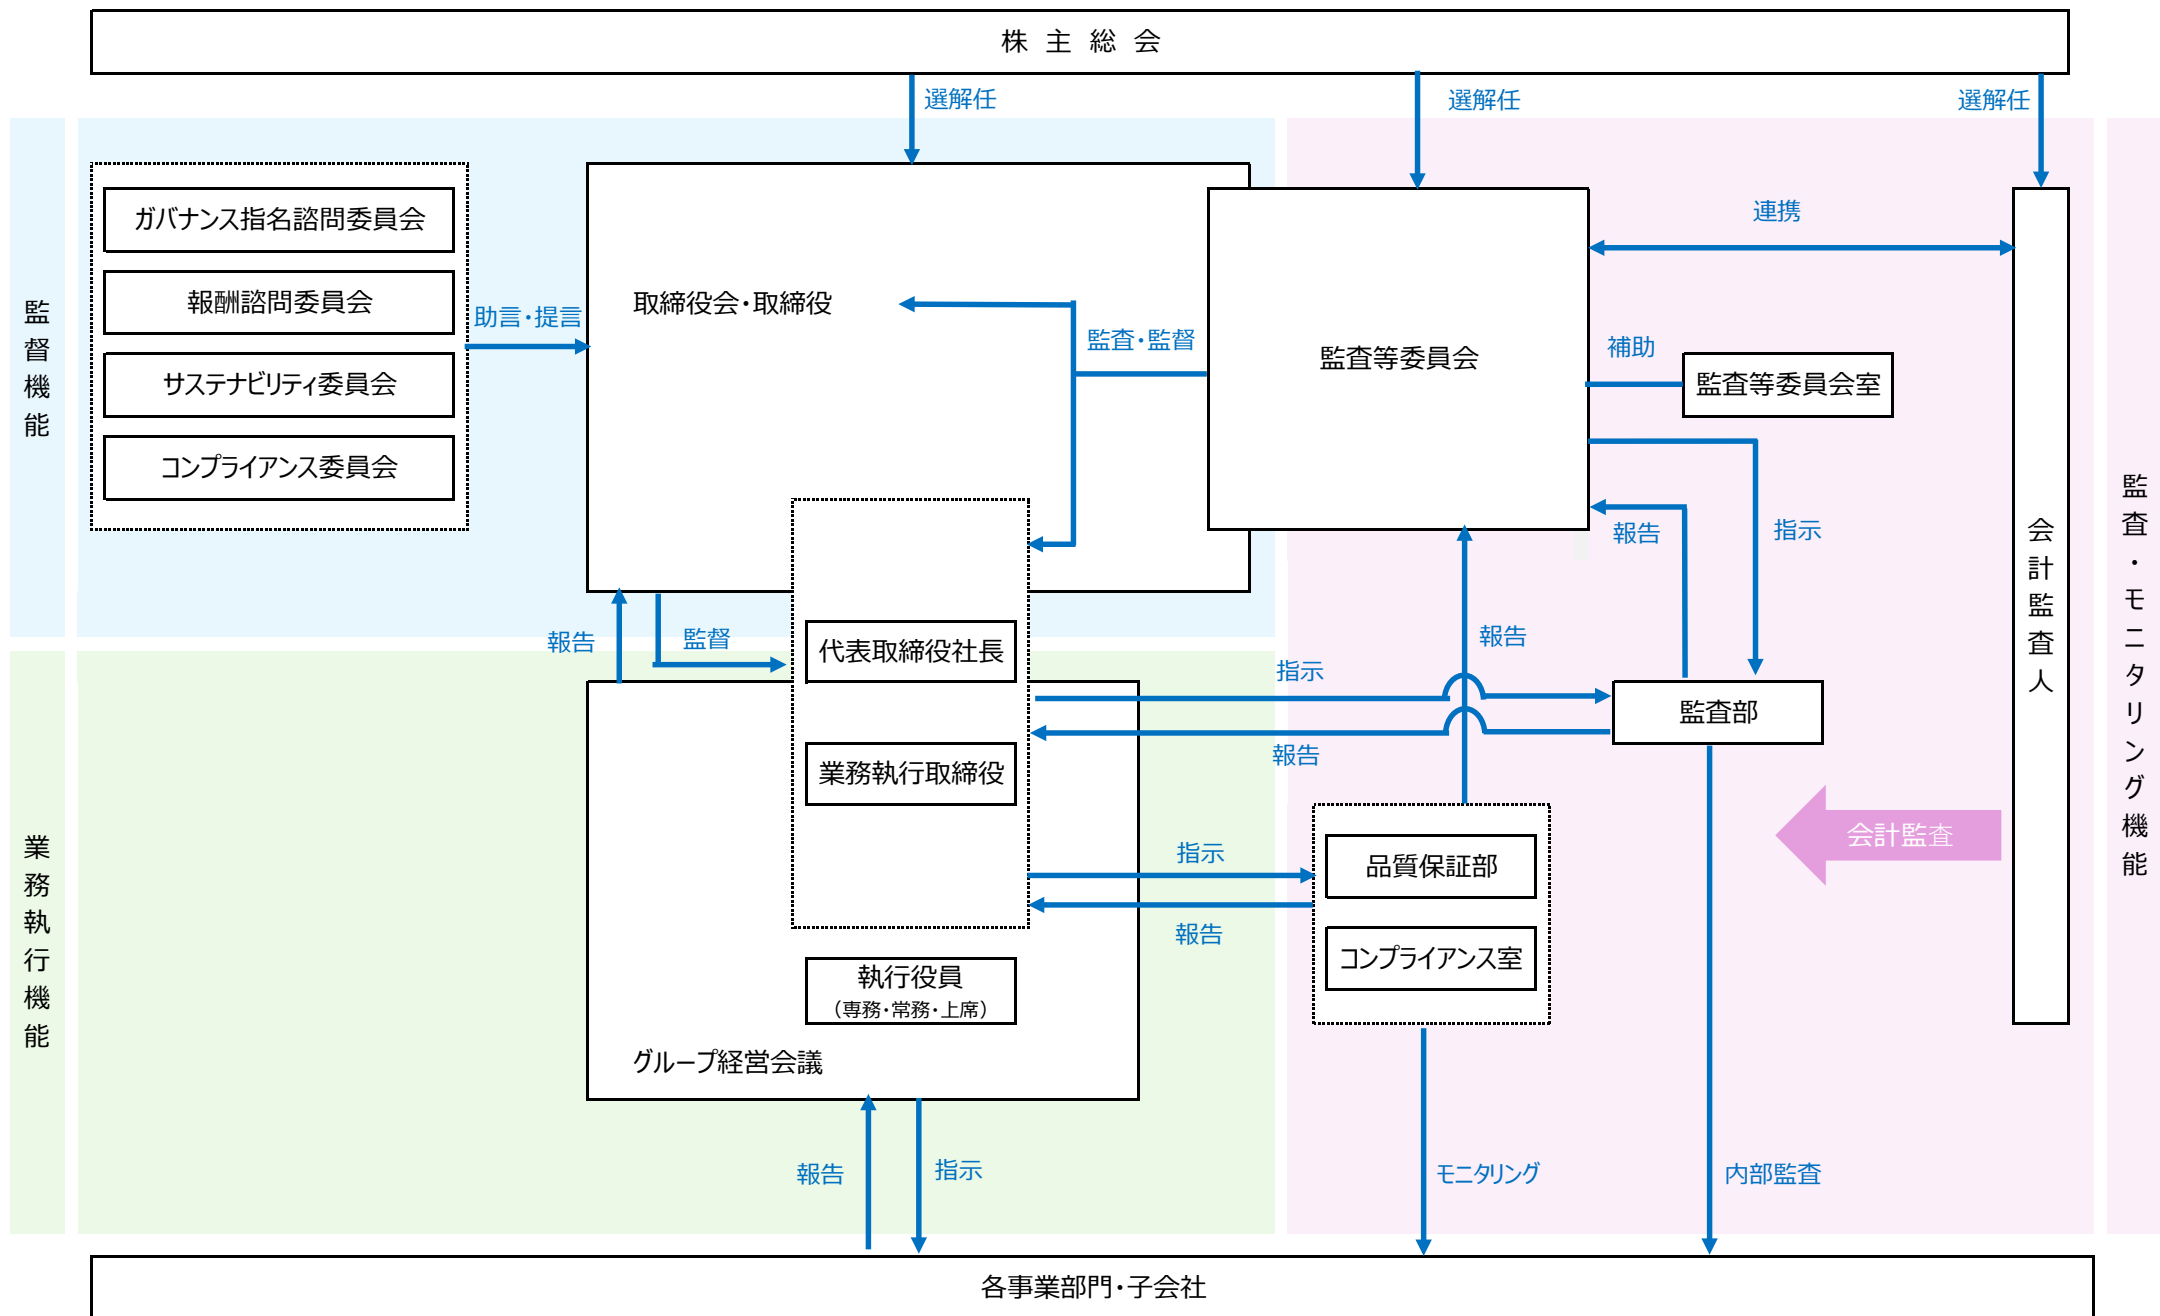 株主総会
選解任
選解任
選解任
監督機能
ガバナンス指名諮問委員会
報酬諮問委員会
サステナビリティ委員会
コンプライアンス委員会
助言・提言
取締役会・取締役
監査・監督
監査等委員会
連携
補助
監査等委員会室
報告
指示
会計監査人
監査・モニタリング機能
報告
監督
代表取締役社長
報告
指示
監査部
報告
業務執行取締役
会計監査
業務執行機能
指示
品質保証部
報告
コンプライアンス室
執行役員
（専務・常務・上席）
グループ経営会議
報告
指示
モニタリング
内部監査
各事業部門・子会社